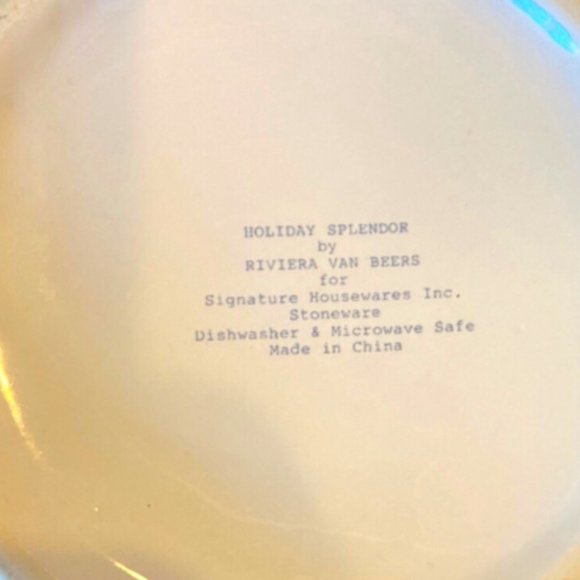 HOLIDAY SPLENDOR
by
RIVIERA VAN BEERS
for
Signature Housewares Inc.
Stoneware
Dishwasher & Microwave Safe
Made in China